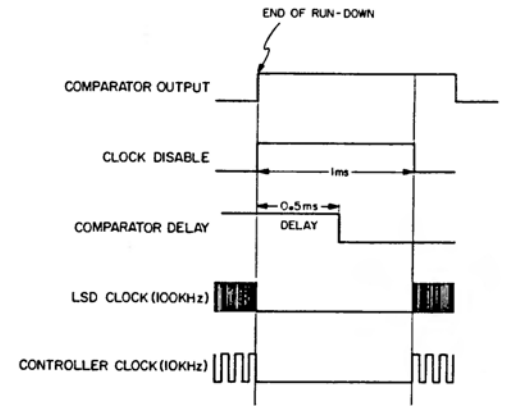 END OF RUN-DOWN
COMPARATOR OUTPUT
CLOCK DISABLE
1ms
0.5ms
COMPARATOR DELAY
DELAY
LSD CLOCK (100KHz)
CONTROLLER CLOCK (10KHz)